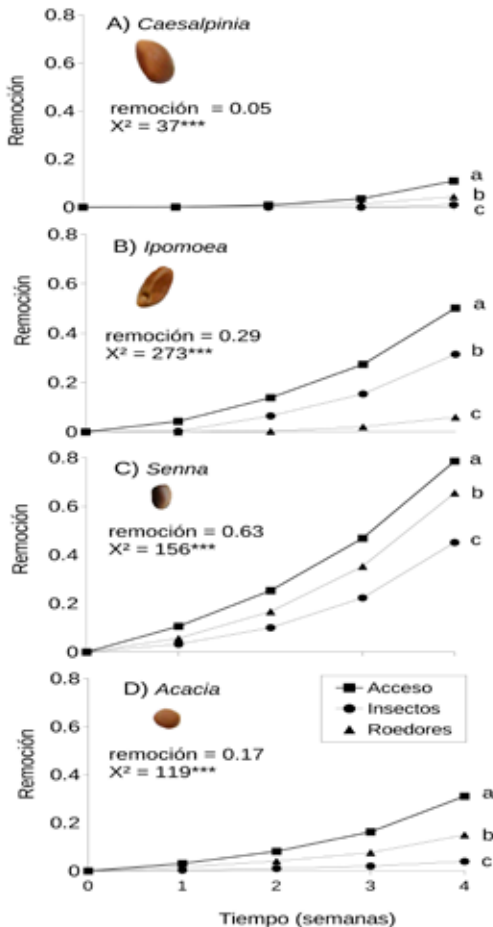 A) Caesalpinia
0.8
0.6
0.4
0.2
0
Remoción
remoción = 0.05
X² = 37***
a
b
c
B) Ipomoea
0.8
0.6
0.4
0.2
0
Remoción
remoción = 0.29
X² = 273***
a
b
c
C) Senna
0.8
0.6
0.4
0.2
0
Remoción
remoción = 0.63
X² = 156***
a
b
c
D) Acacia
0.8
0.6
0.4
0.2
0
Remoción
remoción = 0.17
X² = 119***
Acceso
Insectos
Roedores
a
b
c
0 1 2 3 4
Tiempo (semanas)